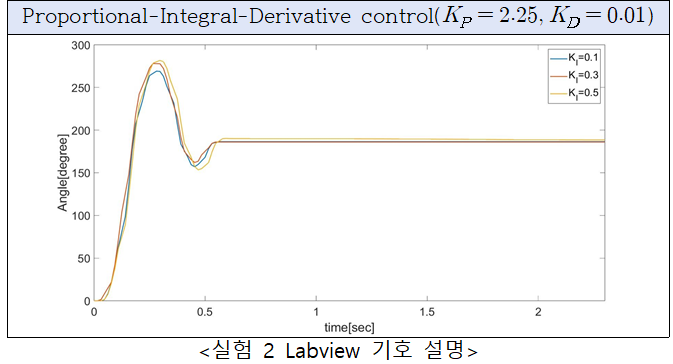 Proportional-Integral-Derivative control(K_P = 2.25, K_D = 0.01)
300
250
200
150
100
50
0
Angle[degree]
K_I=0.1
K_I=0.3
K_I=0.5
0 0.5 1 1.5 2
time[sec]
<실험 2 Labview 기호 설명>